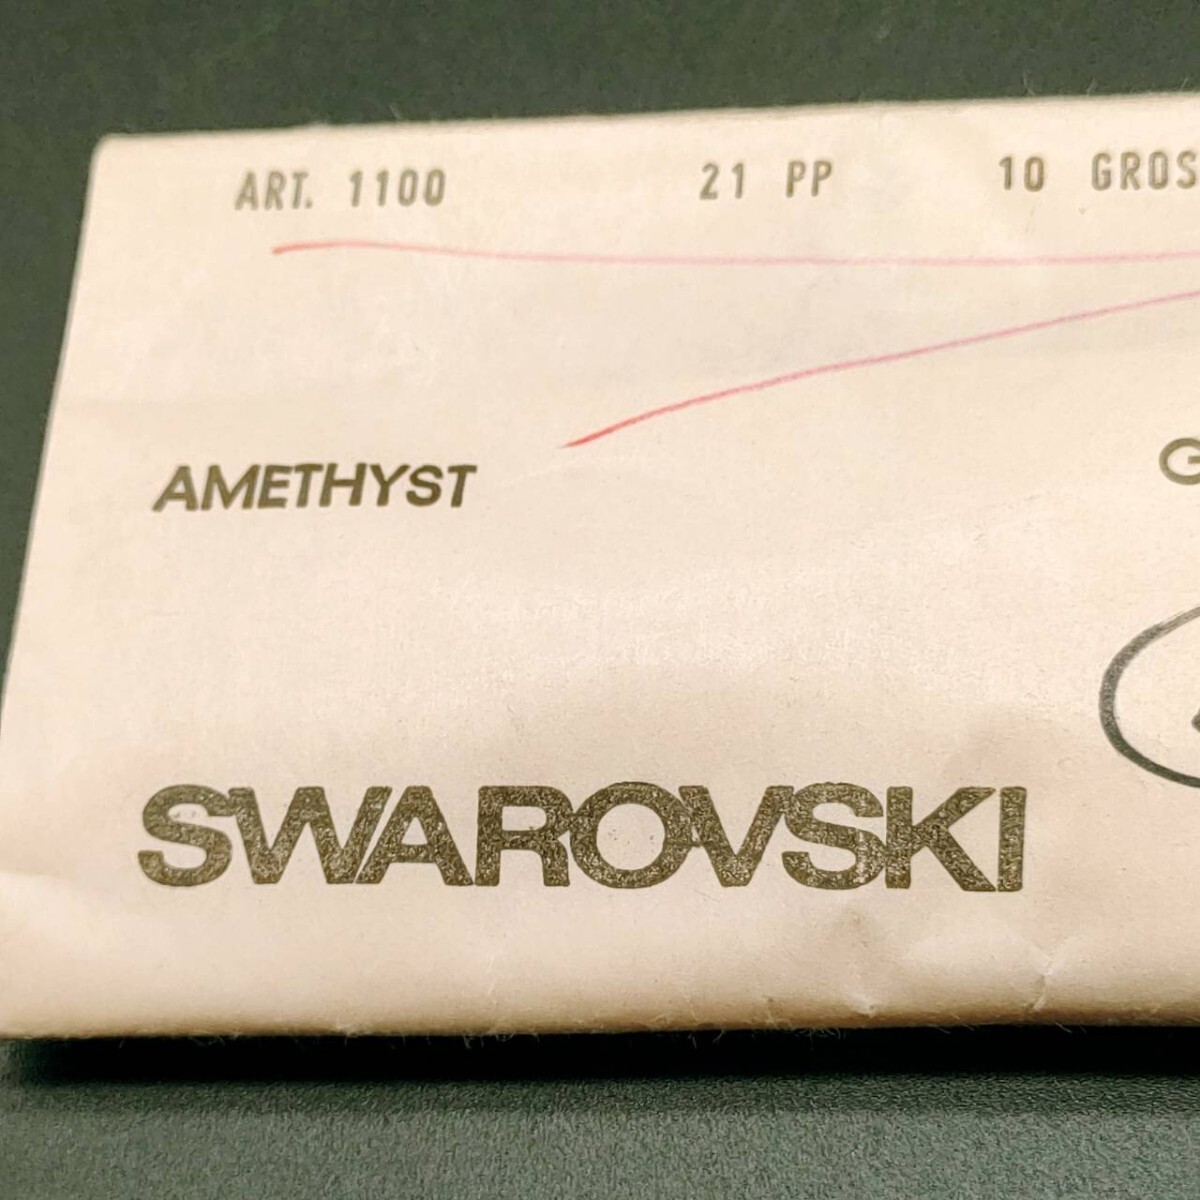 ART. 1100 21 PP 10 GROS
AMETHYST G
SWAROVSKI